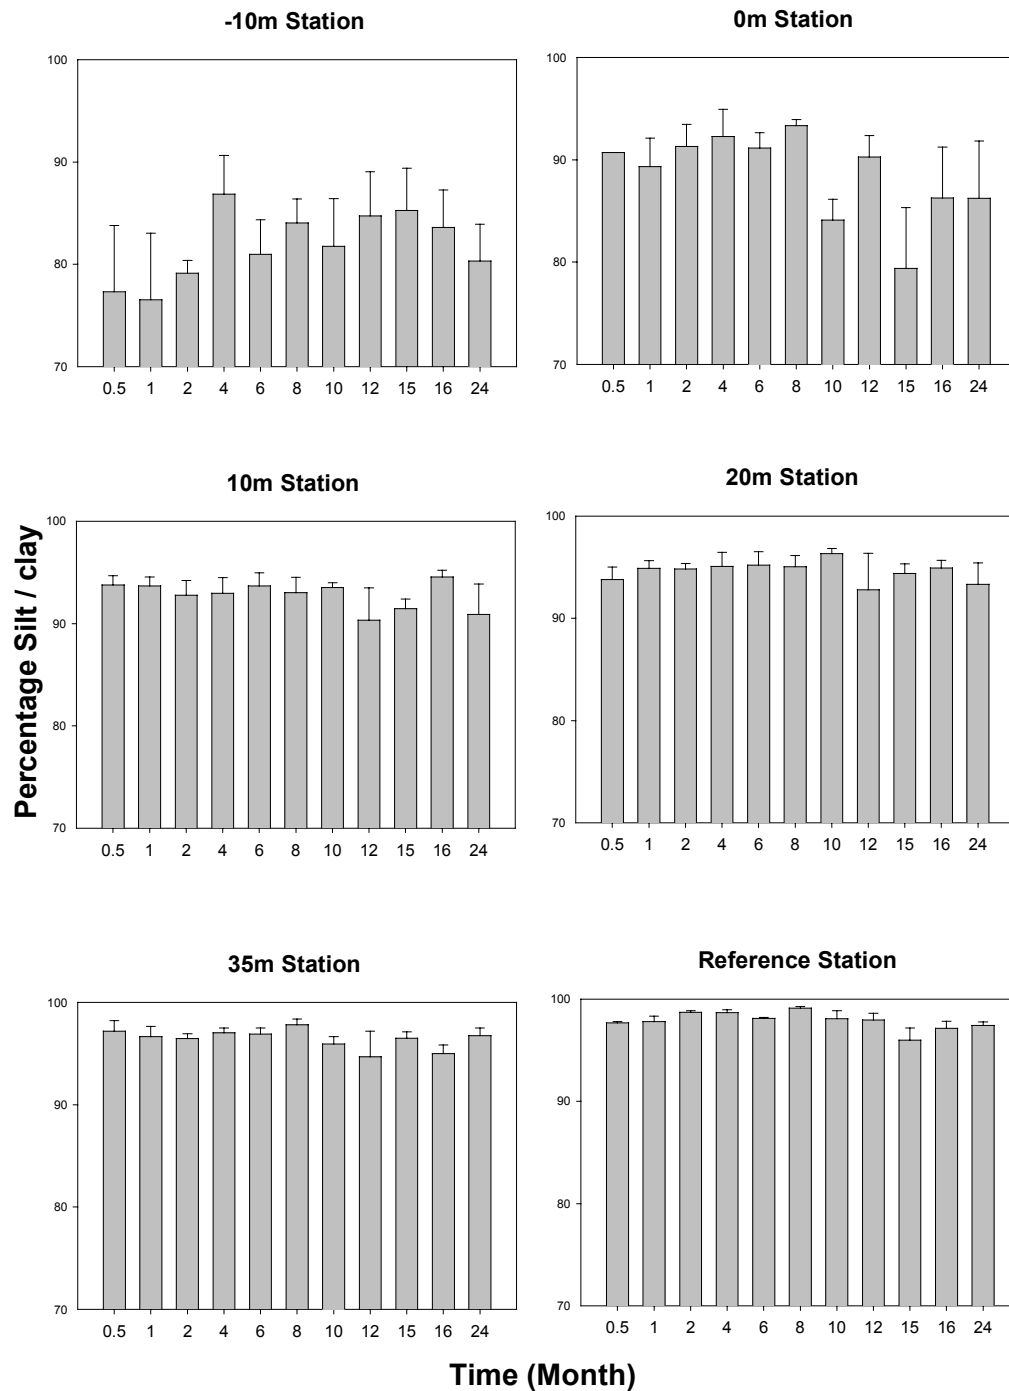 -10m Station
0m Station
100
90
80
70
0.5 1 2 4 6 8 10 12 15 16 24
100
90
80
70
0.5 1 2 4 6 8 10 12 15 16 24
10m Station
20m Station
Percentage Silt / clay
100
90
80
70
0.5 1 2 4 6 8 10 12 15 16 24
100
90
80
70
0.5 1 2 4 6 8 10 12 15 16 24
35m Station
Reference Station
100
90
80
70
0.5 1 2 4 6 8 10 12 15 16 24
100
90
80
70
0.5 1 2 4 6 8 10 12 15 16 24
Time (Month)